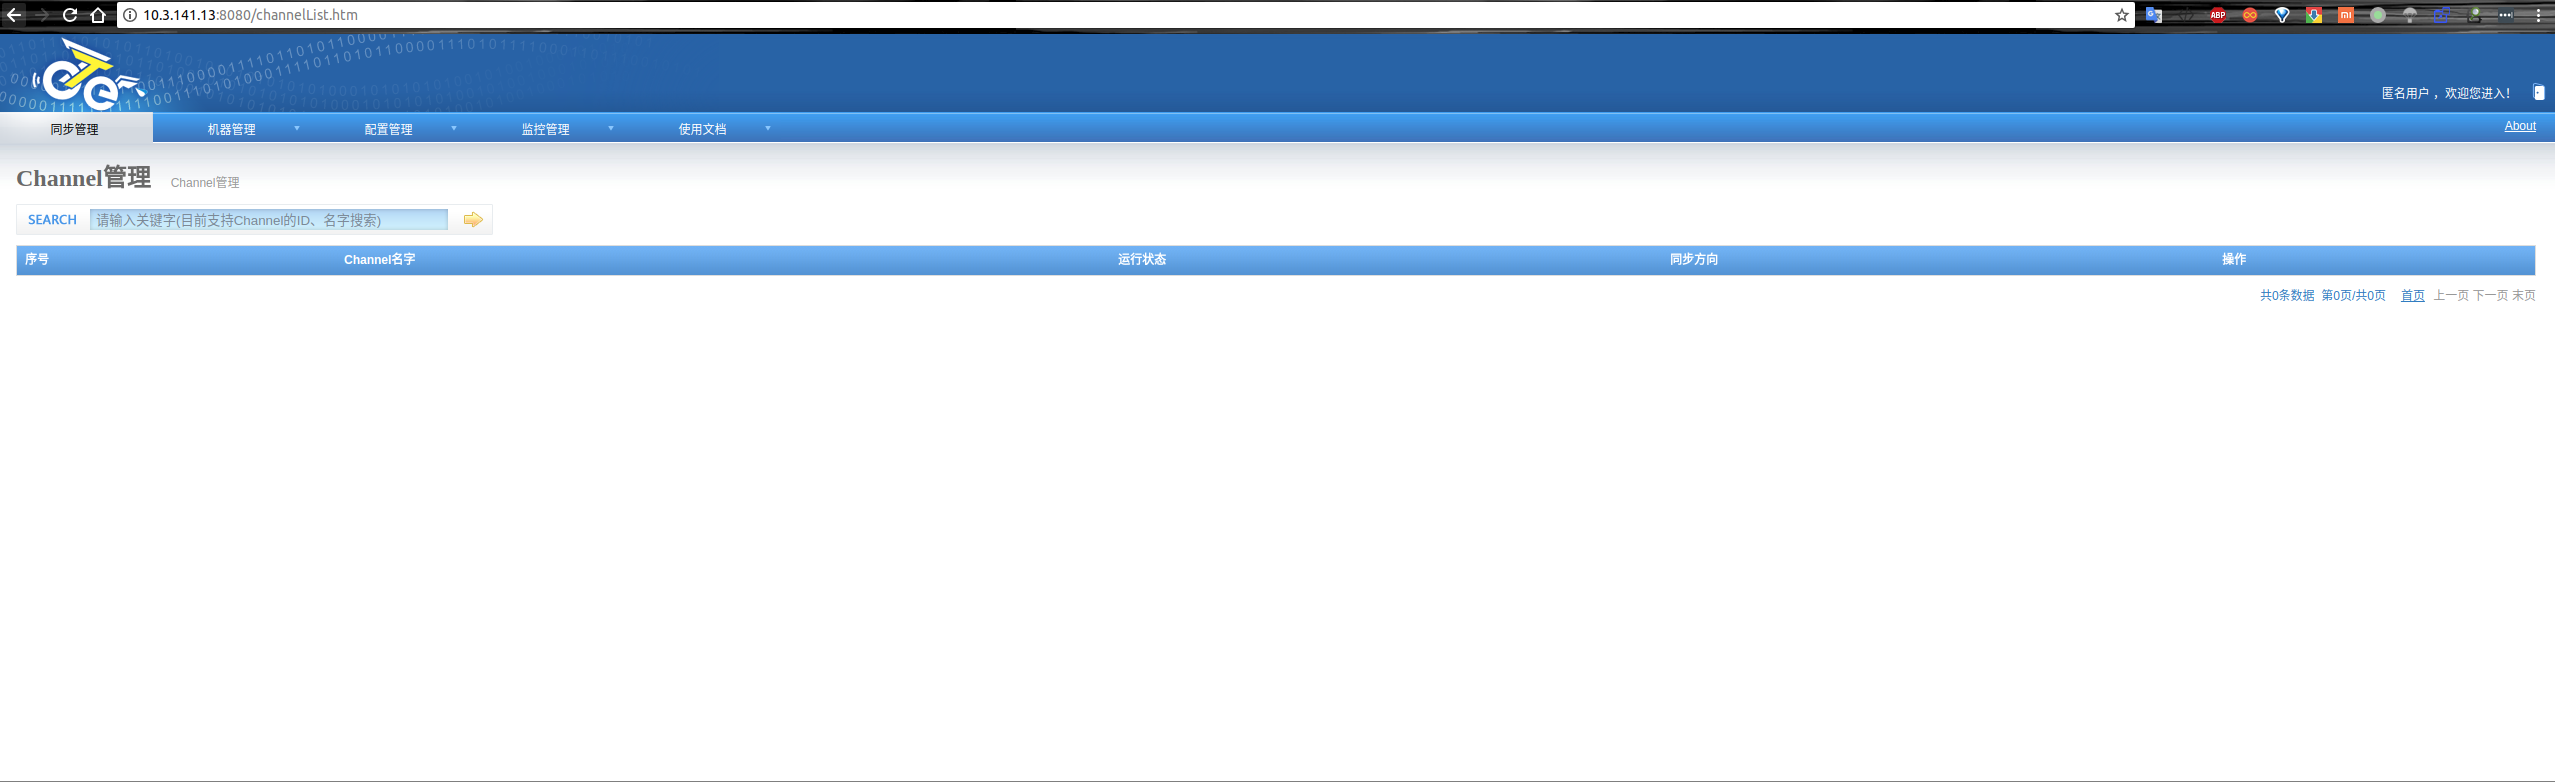 10.3.141.13:8080/channelList.htm
匿名用户 ，欢迎您进入！
同步管理 机器管理 配置管理 监控管理 使用文档 About
Channel管理 Channel管理
SEARCH 请输入关键字(目前支持Channel的ID、名字搜索)
序号 Channel名字 运行状态 同步方向 操作
共0条数据 第0页/共0页 首页 上一页 下一页 末页